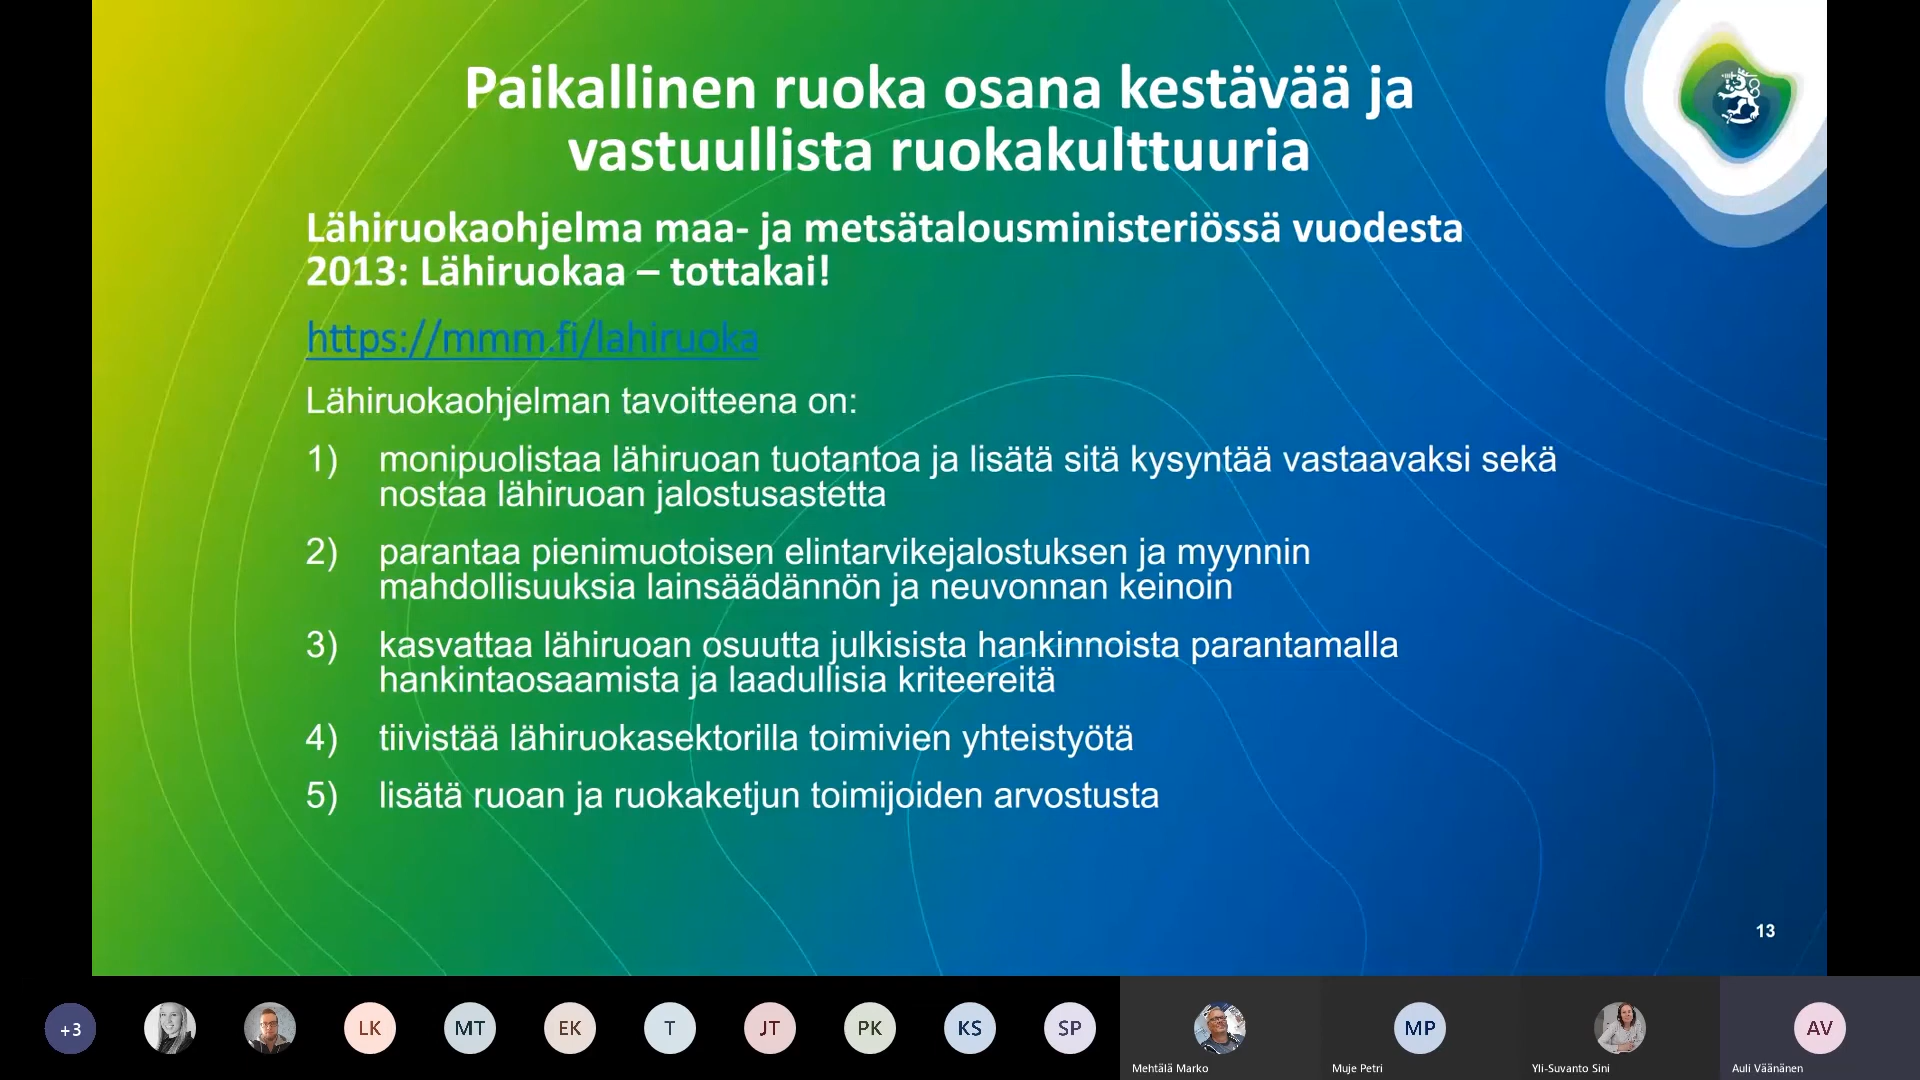 Paikallinen ruoka osana kestävää ja
vastuullista ruokakulttuuria
Lähiruokaohjelma maa- ja metsätalousministeriössä vuodesta
2013: Lähiruokaa – tottakai!
https://mmm.fi/lahiruoka
Lähiruokaohjelman tavoitteena on:
1) monipuolistaa lähiruoan tuotantoa ja lisätä sitä kysyntää vastaavaksi sekä
nostaa lähiruoan jalostusastetta
2) parantaa pienimuotoisen elintarvikejalostuksen ja myynnin
mahdollisuuksia lainsäädännön ja neuvonnan keinoin
3) kasvattaa lähiruoan osuutta julkisista hankinnoista parantamalla
hankintaosaamista ja laadullisia kriteereitä
4) tiivistää lähiruokasektorilla toimivien yhteistyötä
5) lisätä ruoan ja ruokaketjun toimijoiden arvostusta
13
+3 LK MT EK T JT PK KS SP MP AV
Mehtälä Marko Muje Petri Yli-Suvanto Sini Auli Väänänen